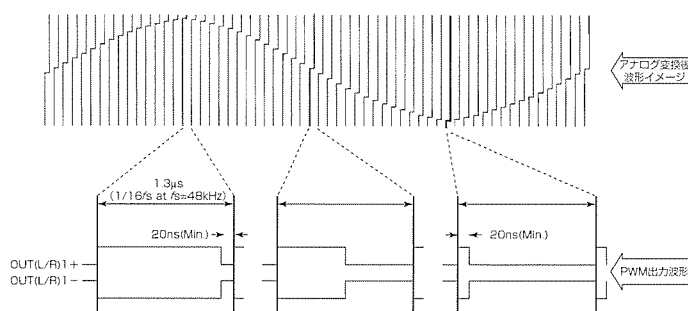 アナログ変換後
波形イメージ
1.3μs
(1/16fs at fs=48kHz)
20ns(Min.)
20ns(Min.)
OUT(L/R)1+
OUT(L/R)1−
PWM出力波形